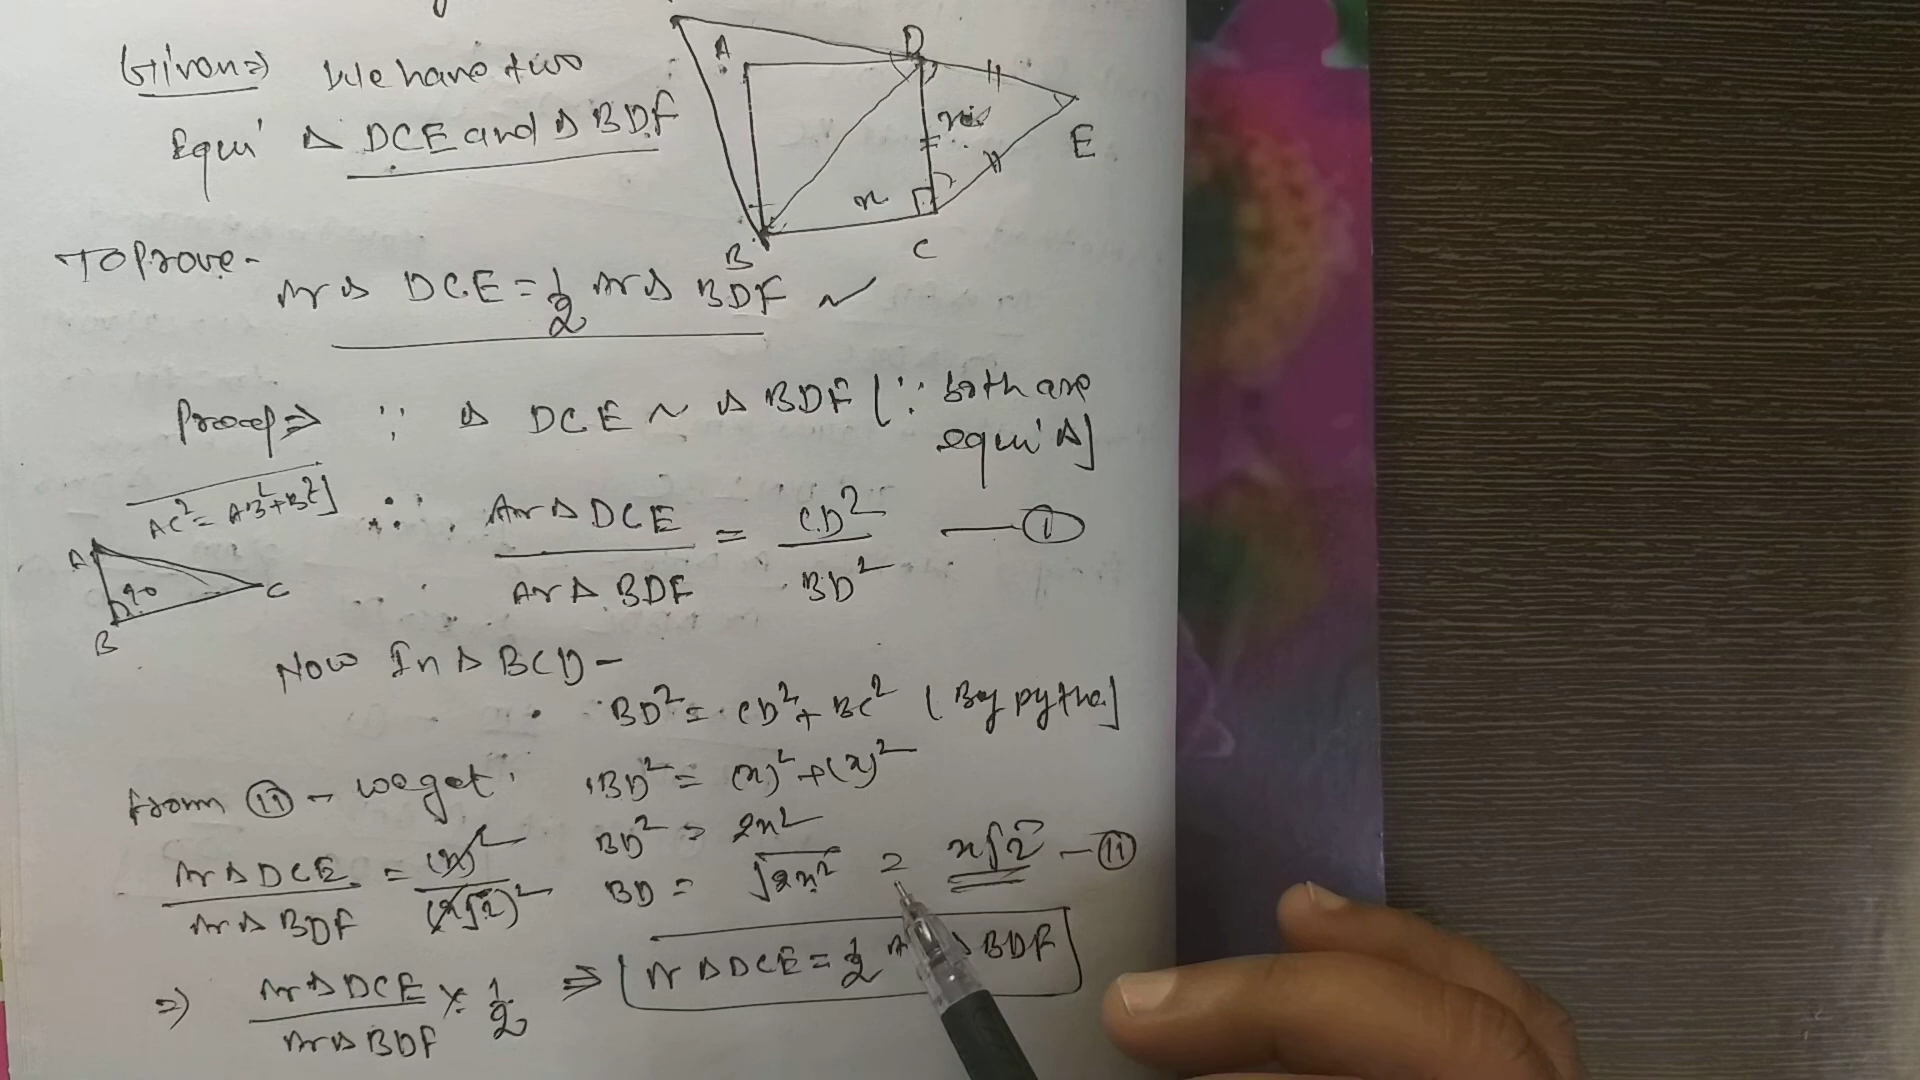 Given ⇒ We have two
Equi' Δ DCE and Δ BDF
A
D
E
x
x
B
C
To Prove -
Ar Δ DCE = 1/2 Ar Δ BDF
Proof ⇒ ∵ Δ DCE ~ Δ BDF [∵ both are
equi' Δ]
AC² = AB² + B²]
A
90
B
C
∴ Ar Δ DCE / Ar Δ BDF = CD² / BD² — (1)
Now In Δ BCD -
BD² = CD² + BC² [By pytha]
BD² = (x)² + (x)²
BD² = 2x²
BD = √2x² = x√2 - (11)
from (11) - we get
Ar Δ DCE / Ar Δ BDF = (x)² / (x√2)²
⇒ Ar Δ DCE / Ar Δ BDF × 1/2 ⇒ Ar Δ DCE = 1/2 Δ BDF